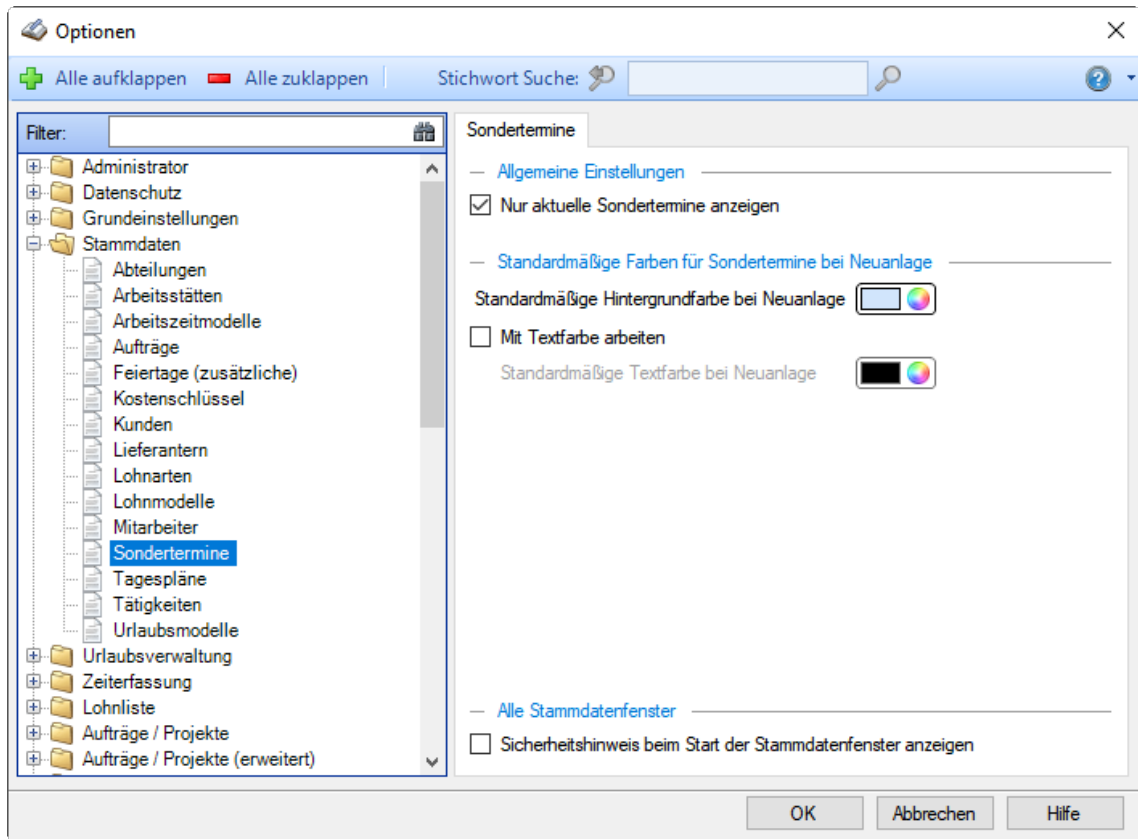 Optionen
Alle aufklappen Alle zuklappen Stichwort Suche:
Filter:
Administrator
Datenschutz
Grundeinstellungen
Stammdaten
Abteilungen
Arbeitsstätten
Arbeitszeitmodelle
Aufträge
Feiertage (zusätzliche)
Kostenschlüssel
Kunden
Lieferantern
Lohnarten
Lohnmodelle
Mitarbeiter
Sondertermine
Tagespläne
Tätigkeiten
Urlaubsmodelle
Urlaubsverwaltung
Zeiterfassung
Lohnliste
Aufträge / Projekte
Aufträge / Projekte (erweitert)
Sondertermine
Allgemeine Einstellungen
Nur aktuelle Sondertermine anzeigen
Standardmäßige Farben für Sondertermine bei Neuanlage
Standardmäßige Hintergrundfarbe bei Neuanlage
Mit Textfarbe arbeiten
Standardmäßige Textfarbe bei Neuanlage
Alle Stammdatenfenster
Sicherheitshinweis beim Start der Stammdatenfenster anzeigen
OK Abbrechen Hilfe